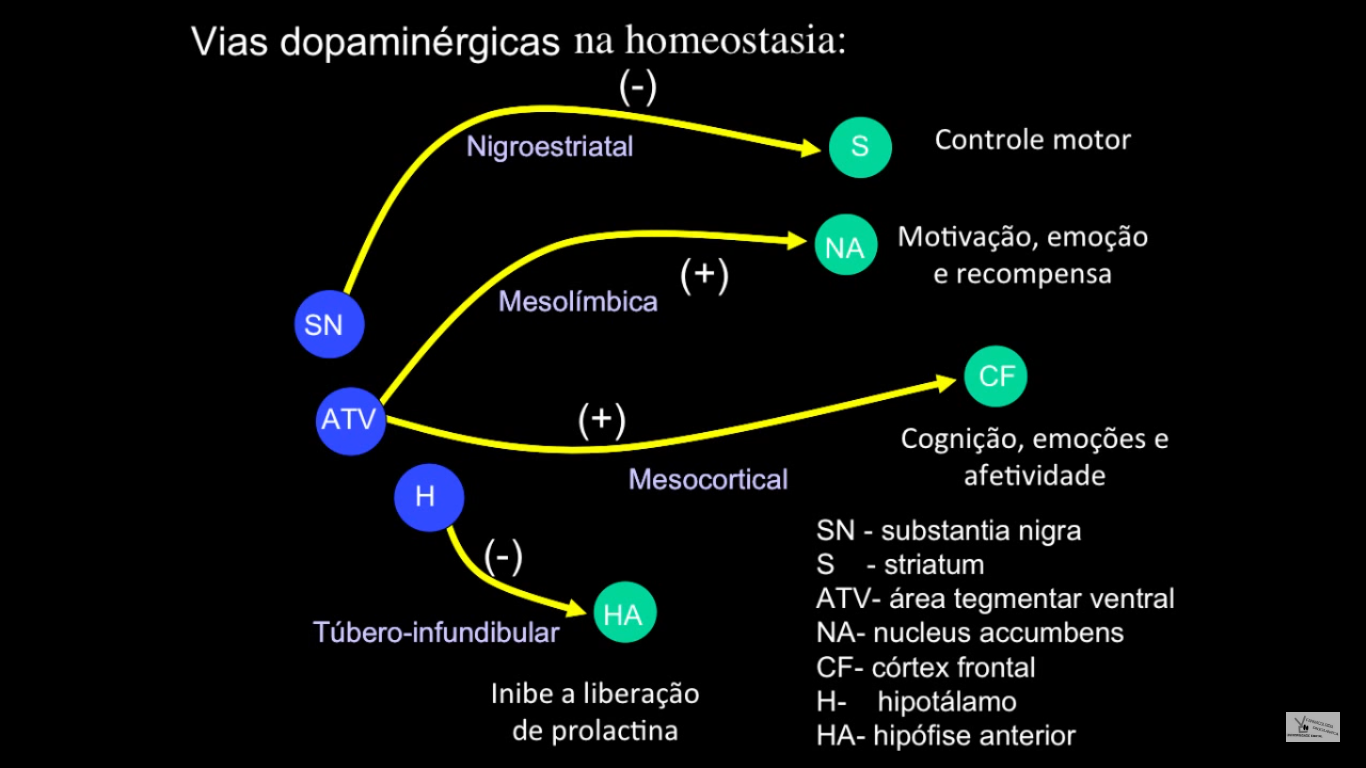 Vias dopaminérgicas na homeostasia:
(-)
Nigroestriatal
S
Controle motor
NA
Motivação, emoção
e recompensa
(+)
Mesolímbica
SN
CF
ATV
(+)
Cognição, emoções e
afetividade
Mesocortical
H
(-)
HA
Túbero-infundibular
Inibe a liberação
de prolactina
SN - substantia nigra
S - striatum
ATV- área tegmentar ventral
NA- nucleus accumbens
CF- córtex frontal
H- hipotálamo
HA- hipófise anterior